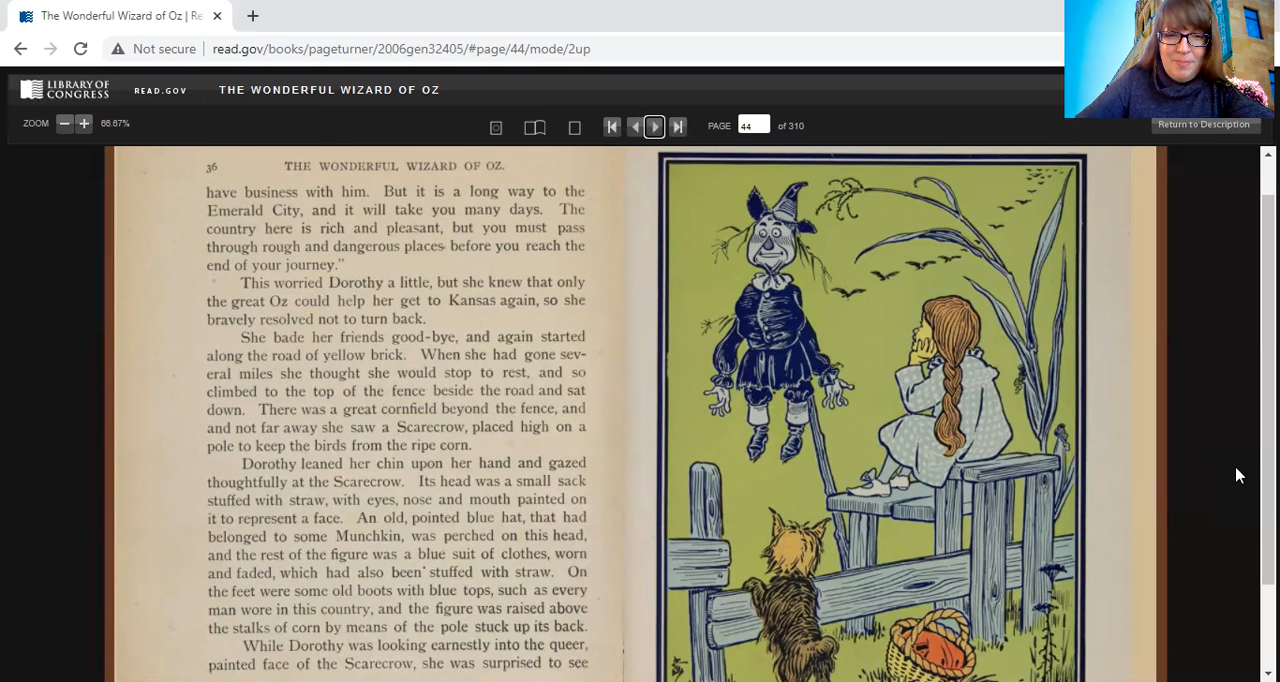 The Wonderful Wizard of Oz | Re
Not secure | read.gov/books/pageturner/2006gen32405/#page/44/mode/2up
LIBRARY OF CONGRESS READ.GOV THE WONDERFUL WIZARD OF OZ
ZOOM 66.67% PAGE 44 of 310 Return to Description
36 THE WONDERFUL WIZARD OF OZ.
have business with him. But it is a long way to the
Emerald City, and it will take you many days. The
country here is rich and pleasant, but you must pass
through rough and dangerous places before you reach the
end of your journey."
This worried Dorothy a little, but she knew that only
the great Oz could help her get to Kansas again, so she
bravely resolved not to turn back.
She bade her friends good-bye, and again started
along the road of yellow brick. When she had gone sev-
eral miles she thought she would stop to rest, and so
climbed to the top of the fence beside the road and sat
down. There was a great cornfield beyond the fence, and
and not far away she saw a Scarecrow, placed high on a
pole to keep the birds from the ripe corn.
Dorothy leaned her chin upon her hand and gazed
thoughtfully at the Scarecrow. Its head was a small sack
stuffed with straw, with eyes, nose and mouth painted on
it to represent a face. An old, pointed blue hat, that had
belonged to some Munchkin, was perched on this head,
and the rest of the figure was a blue suit of clothes, worn
and faded, which had also been stuffed with straw. On
the feet were some old boots with blue tops, such as every
man wore in this country, and the figure was raised above
the stalks of corn by means of the pole stuck up its back.
While Dorothy was looking earnestly into the queer,
painted face of the Scarecrow, she was surprised to see